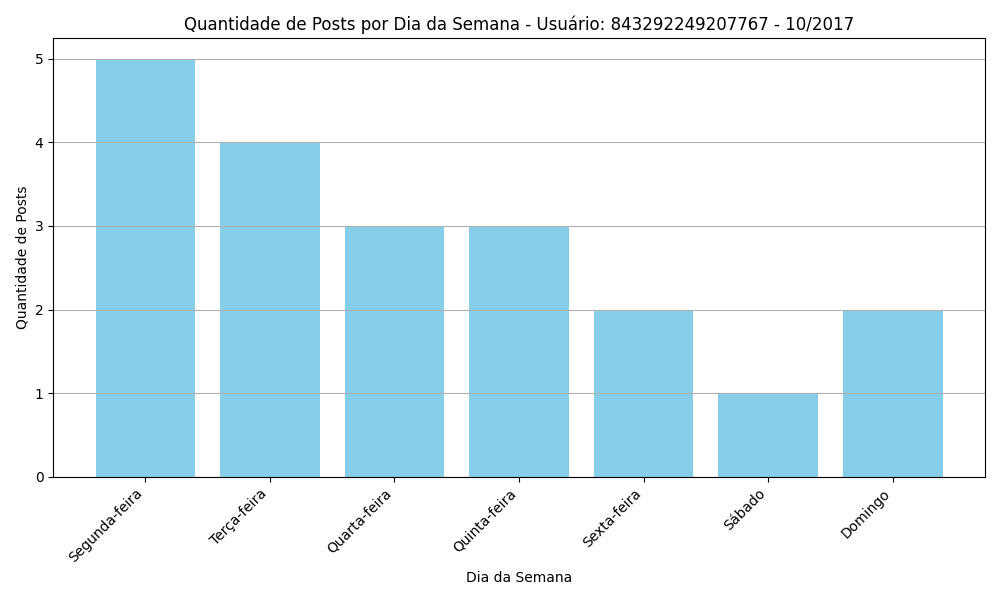 Quantidade de Posts por Dia da Semana - Usuário: 843292249207767 - 10/2017
Quantidade de Posts
5
4
3
2
1
0
Segunda-feira
Terça-feira
Quarta-feira
Quinta-feira
Sexta-feira
Sábado
Domingo
Dia da Semana